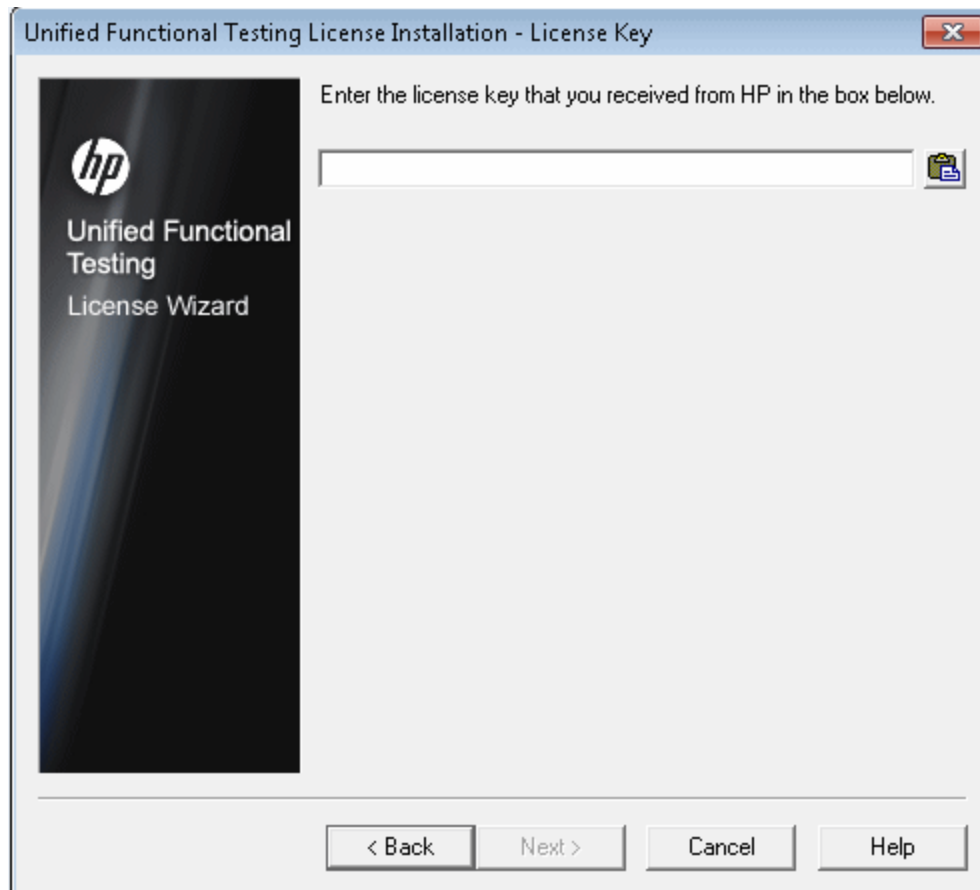 Unified Functional Testing License Installation - License Key
Enter the license key that you received from HP in the box below.
hp
Unified Functional
Testing
License Wizard
< Back
Next >
Cancel
Help